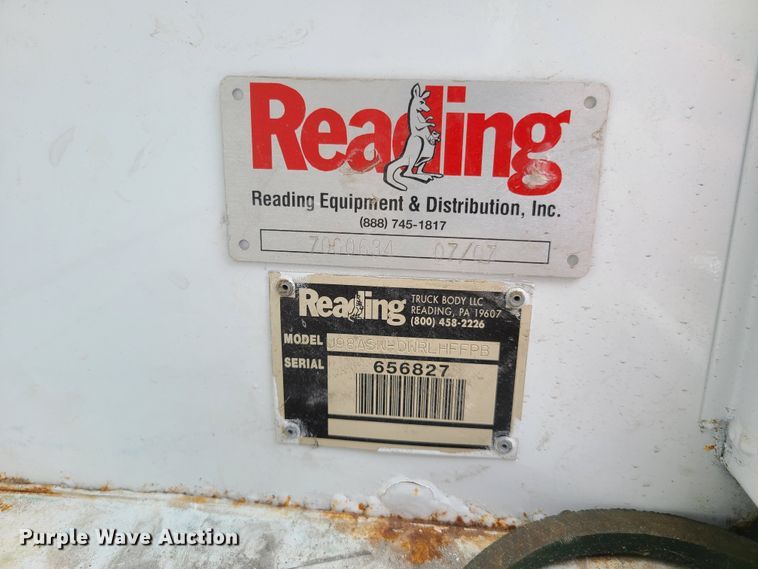 Reading
Reading Equipment & Distribution, Inc.
(888) 745-1817
07/07
Reading
TRUCK BODY LLC
READING, PA 19607
(800) 458-2226
MODEL
SERIAL 656827
Purple Wave Auction